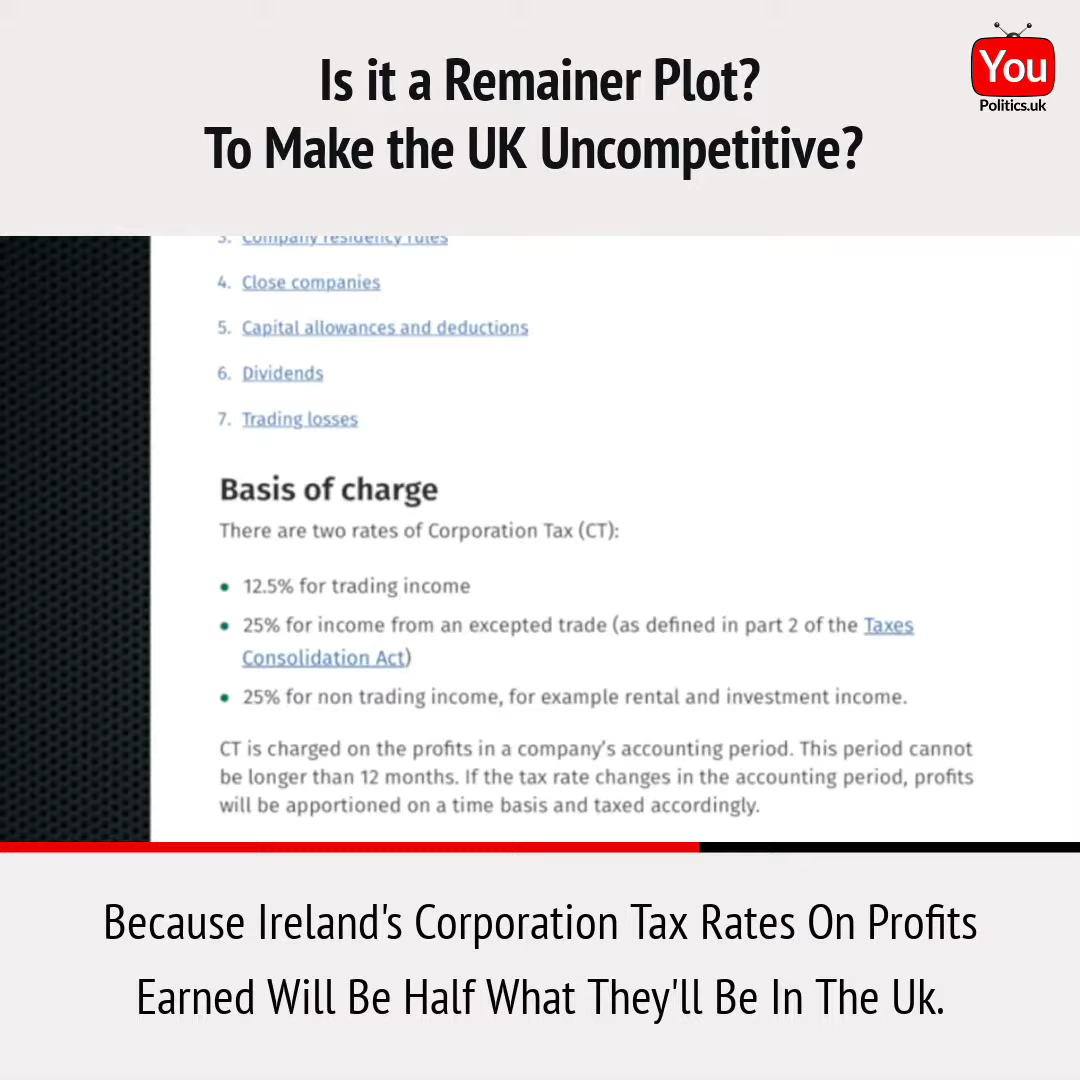 Is it a Remainer Plot?
To Make the UK Uncompetitive?
You
Politics.uk
3. Company residency rules
4. Close companies
5. Capital allowances and deductions
6. Dividends
7. Trading losses
Basis of charge
There are two rates of Corporation Tax (CT):
• 12.5% for trading income
• 25% for income from an excepted trade (as defined in part 2 of the Taxes
Consolidation Act)
• 25% for non trading income, for example rental and investment income.
CT is charged on the profits in a company's accounting period. This period cannot
be longer than 12 months. If the tax rate changes in the accounting period, profits
will be apportioned on a time basis and taxed accordingly.
Because Ireland's Corporation Tax Rates On Profits
Earned Will Be Half What They'll Be In The Uk.